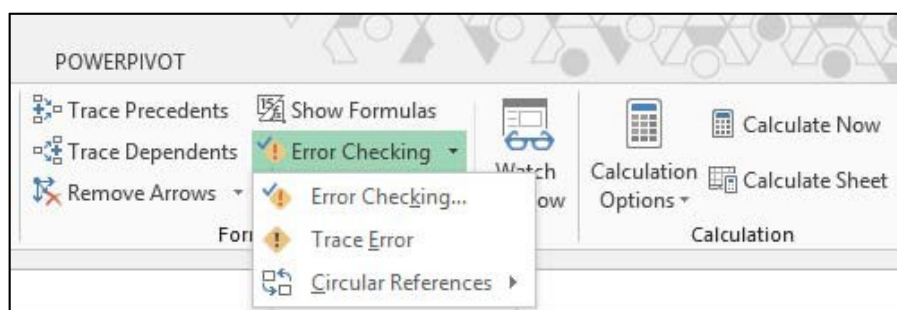 POWERPIVOT
Trace Precedents
Show Formulas
Trace Dependents
Error Checking
Remove Arrows
Error Checking...
Trace Error
Circular References
Calculation
Options
Calculate Now
Calculate Sheet
Calculation